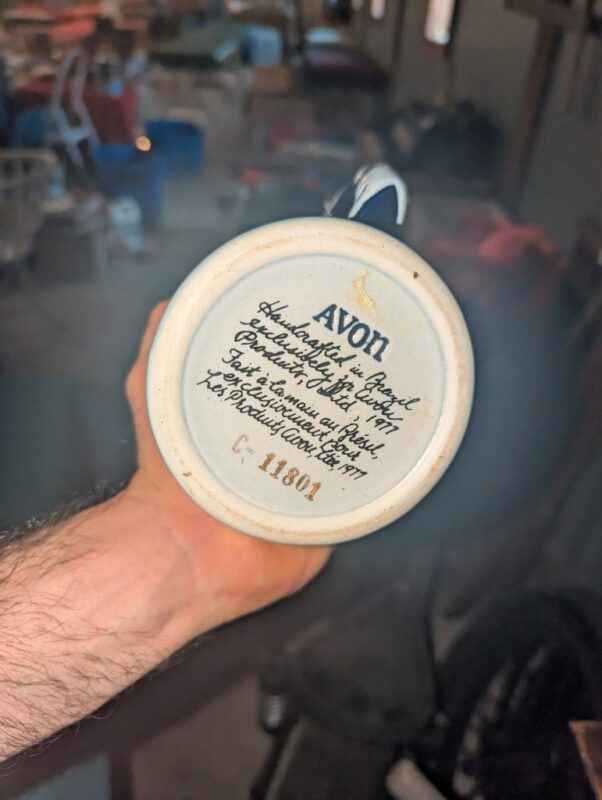 AVON
Handcrafted in Brazil
exclusively for Avon
Products, Ltd., 1977
Fait à la main au Brésil,
exclusivement pour
Les Produits Avon, Ltée, 1977
C- 11801